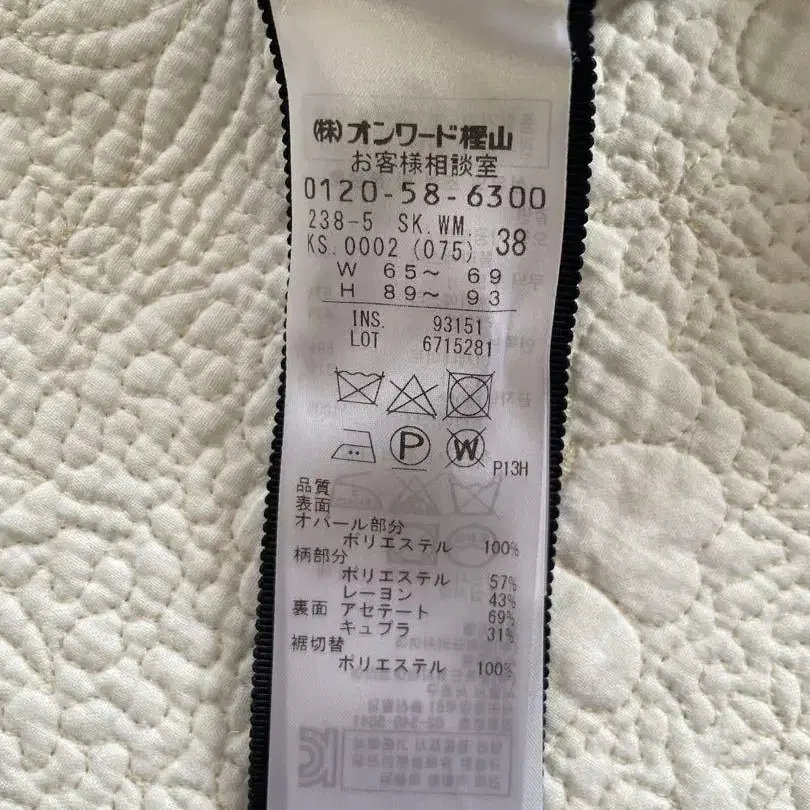 (株)オンワード樫山
お客様相談室
0120-58-6300
238-5 SK.WM.
KS.0002 (075) 38
W 65～ 69
H 89～ 93
INS. 93151
LOT 6715281
P
W
P13H
品質
表面
オパール部分
ポリエステル 100%
柄部分
ポリエステル 57%
レーヨン 43%
裏面 アセテート 69%
キュプラ 31%
裾切替
ポリエステル 100%